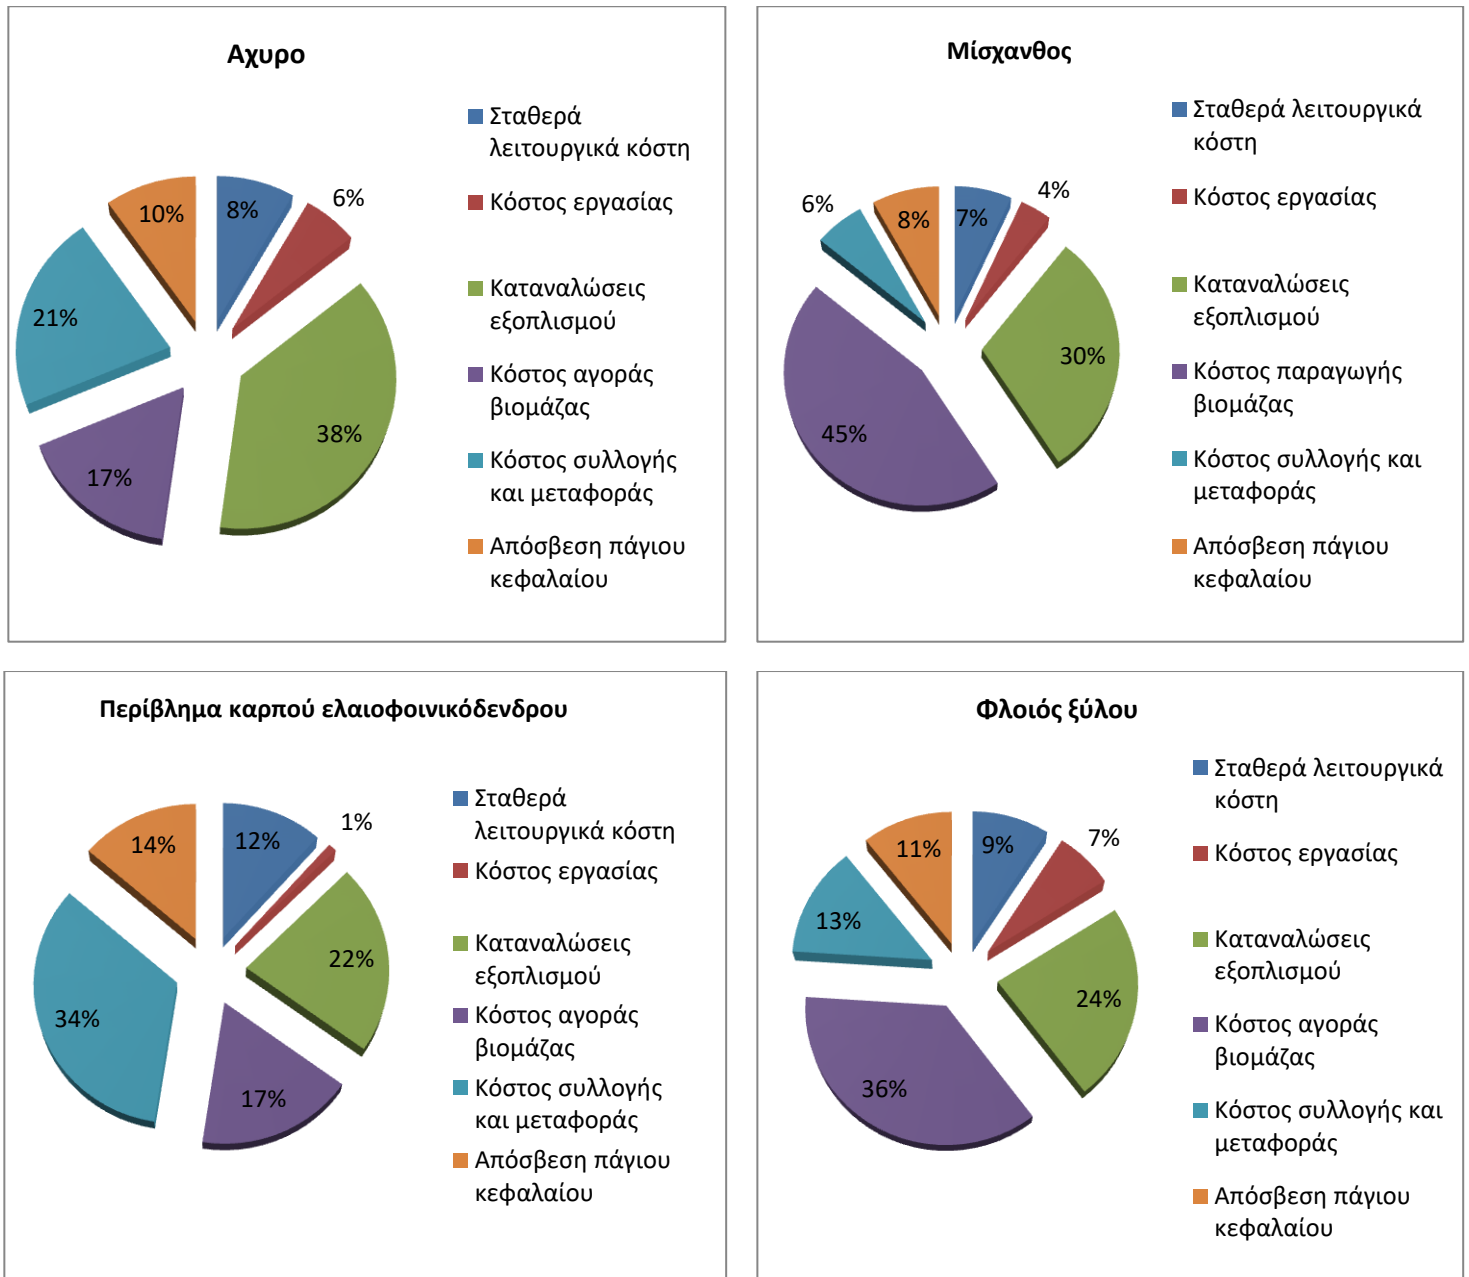 Αχυρο
Σταθερά
λειτουργικά κόστη
Κόστος εργασίας
Καταναλώσεις
εξοπλισμού
Κόστος αγοράς
βιομάζας
Κόστος συλλογής
και μεταφοράς
Απόσβεση πάγιου
κεφαλαίου
8%
6%
38%
17%
21%
10%
Μίσχανθος
Σταθερά λειτουργικά
κόστη
Κόστος εργασίας
Καταναλώσεις
εξοπλισμού
Κόστος παραγωγής
βιομάζας
Κόστος συλλογής και
μεταφοράς
Απόσβεση πάγιου
κεφαλαίου
7%
4%
30%
45%
6%
8%
Περίβλημα καρπού ελαιοφοινικόδενδρου
Σταθερά
λειτουργικά κόστη
Κόστος εργασίας
Καταναλώσεις
εξοπλισμού
Κόστος αγοράς
βιομάζας
Κόστος συλλογής
και μεταφοράς
Απόσβεση πάγιου
κεφαλαίου
12%
1%
22%
17%
34%
14%
Φλοιός ξύλου
Σταθερά λειτουργικά
κόστη
Κόστος εργασίας
Καταναλώσεις
εξοπλισμού
Κόστος αγοράς
βιομάζας
Κόστος συλλογής και
μεταφοράς
Απόσβεση πάγιου
κεφαλαίου
9%
7%
24%
36%
13%
11%